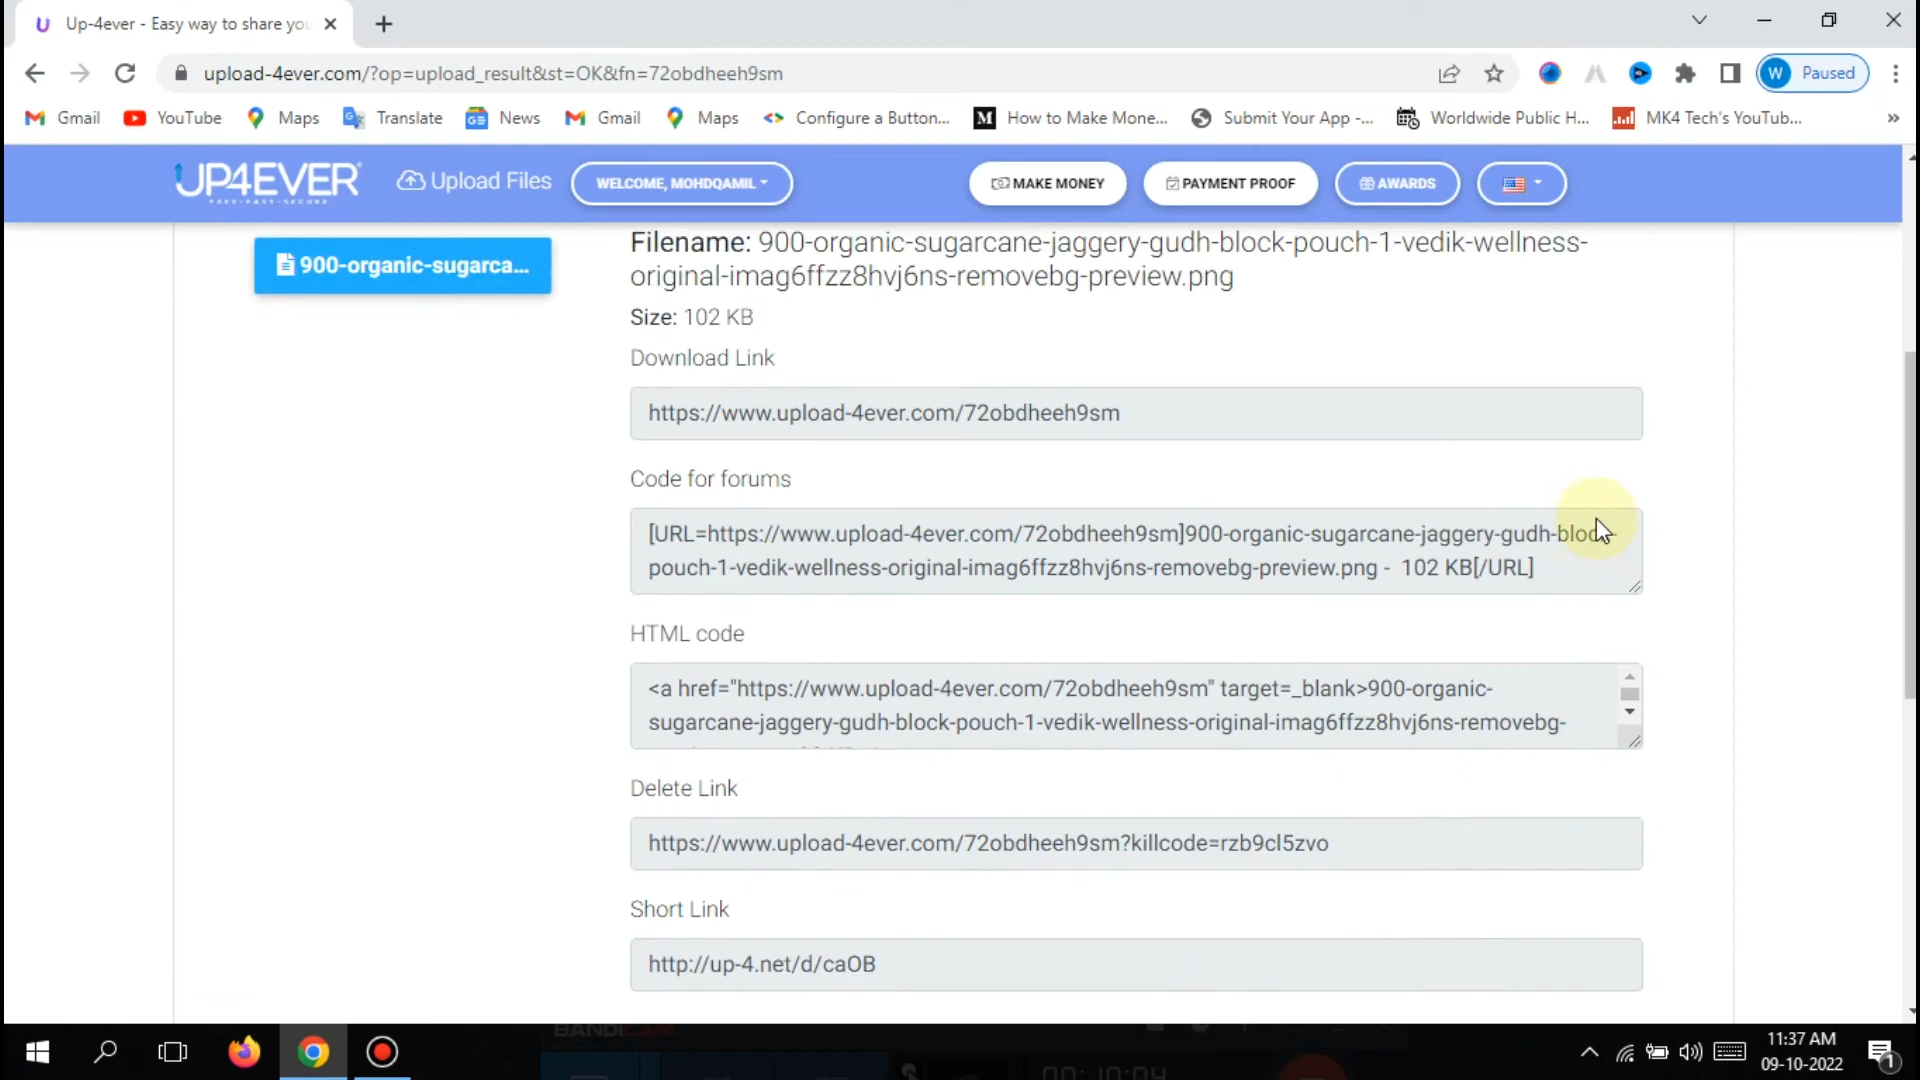 Up-4ever - Easy way to share you
upload-4ever.com/?op=upload_result&st=OK&fn=72obdheeh9sm
W Paused
Gmail YouTube Maps Translate News Gmail Maps Configure a Button... How to Make Mone... Submit Your App -... Worldwide Public H... MK4 Tech's YouTub... »
UP4EVER
FREE-FAST-SECURE
Upload Files
WELCOME, MOHDQAMIL
MAKE MONEY
PAYMENT PROOF
AWARDS
900-organic-sugarca...
Filename: 900-organic-sugarcane-jaggery-gudh-block-pouch-1-vedik-wellness-
original-imag6ffzz8hvj6ns-removebg-preview.png
Size: 102 KB
Download Link
https://www.upload-4ever.com/72obdheeh9sm
Code for forums
[URL=https://www.upload-4ever.com/72obdheeh9sm]900-organic-sugarcane-jaggery-gudh-block-
pouch-1-vedik-wellness-original-imag6ffzz8hvj6ns-removebg-preview.png - 102 KB[/URL]
HTML code
<a href="https://www.upload-4ever.com/72obdheeh9sm" target=_blank>900-organic-
sugarcane-jaggery-gudh-block-pouch-1-vedik-wellness-original-imag6ffzz8hvj6ns-removebg-
Delete Link
https://www.upload-4ever.com/72obdheeh9sm?killcode=rzb9cl5zvo
Short Link
http://up-4.net/d/caOB
BANDICAM
11:37 AM
09-10-2022
1